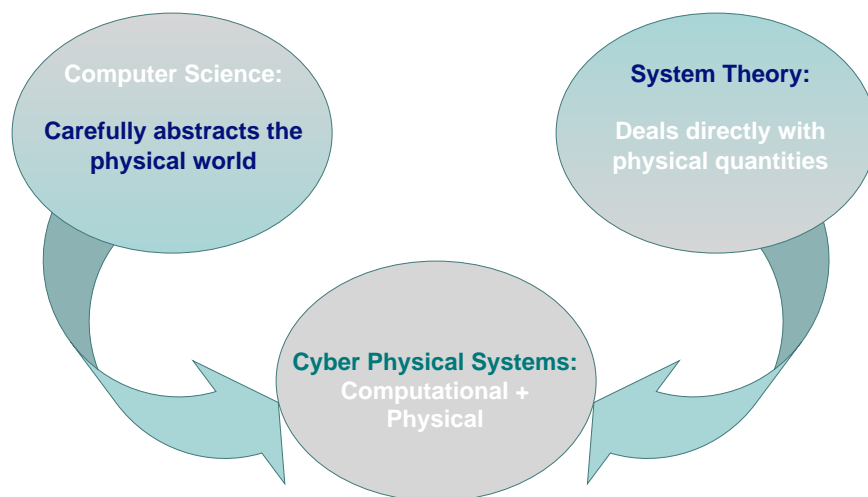 Computer Science:
Carefully abstracts the
physical world
System Theory:
Deals directly with
physical quantities
Cyber Physical Systems:
Computational +
Physical